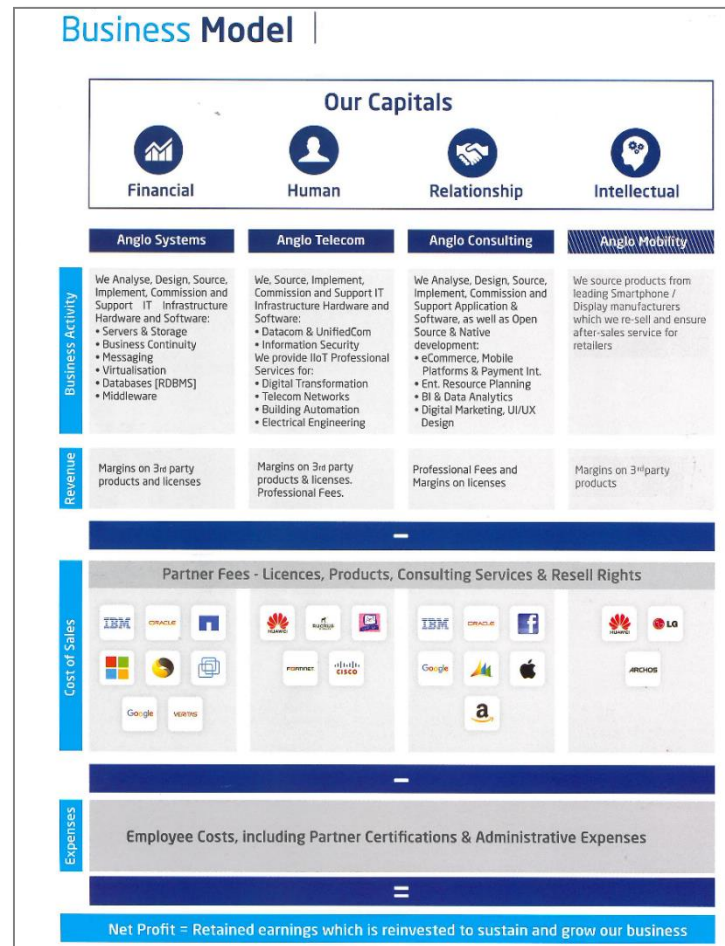 Business Model
Our Capitals
Financial
Human
Relationship
Intellectual
Anglo Systems
Anglo Telecom
Anglo Consulting
Anglo Mobility
Business Activity
We Analyse, Design, Source,
Implement, Commission and
Support IT Infrastructure
Hardware and Software:
• Servers & Storage
• Business Continuity
• Messaging
• Virtualisation
• Databases [RDBMS]
• Middleware
We, Source, Implement,
Commission and Support IT
Infrastructure Hardware and
Software:
• Datacom & UnifiedCom
• Information Security
We provide IIoT Professional
Services for:
• Digital Transformation
• Telecom Networks
• Building Automation
• Electrical Engineering
We Analyse, Design, Source,
Implement, Commission and
Support Application &
Software, as well as Open
Source & Native
development:
• eCommerce, Mobile
Platforms & Payment Int.
• Ent. Resource Planning
• BI & Data Analytics
• Digital Marketing, UI/UX
Design
We source products from
leading Smartphone /
Display manufacturers
which we re-sell and ensure
after-sales service for
retailers
Revenue
Margins on 3rd party
products and licenses
Margins on 3rd party
products & licenses.
Professional Fees.
Professional Fees and
Margins on licenses
Margins on 3rdparty
products
–
Cost of Sales
Partner Fees - Licences, Products, Consulting Services & Resell Rights
IBM
ORACLE
Google
VERITAS
HUAWEI
RUCKUS
FORTINET
CISCO
IBM
ORACLE
f
Google
a
HUAWEI
LG
ARCHOS
–
Expenses
Employee Costs, including Partner Certifications & Administrative Expenses
=
Net Profit = Retained earnings which is reinvested to sustain and grow our business